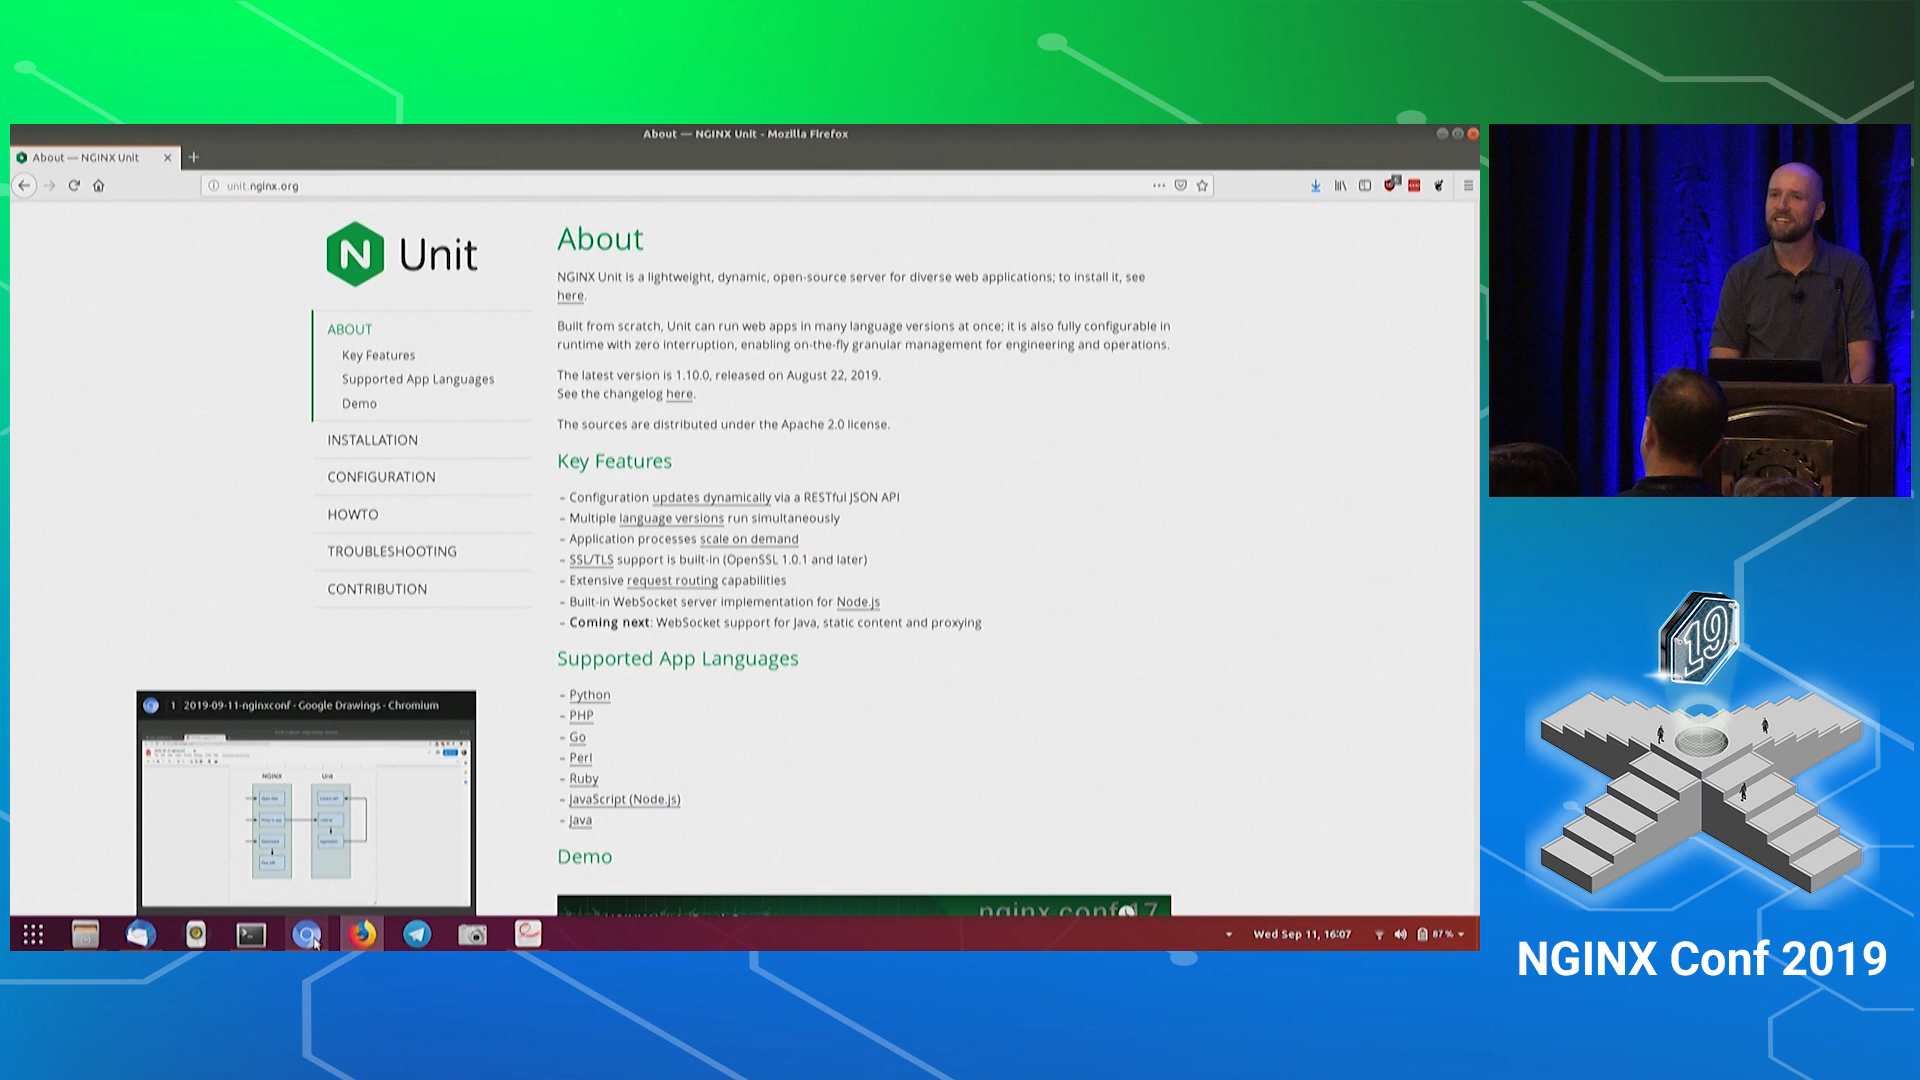 About — NGINX Unit - Mozilla Firefox
About — NGINX Unit
unit.nginx.org
N Unit
ABOUT
Key Features
Supported App Languages
Demo
INSTALLATION
CONFIGURATION
HOWTO
TROUBLESHOOTING
CONTRIBUTION
About
NGINX Unit is a lightweight, dynamic, open-source server for diverse web applications; to install it, see
here.
Built from scratch, Unit can run web apps in many language versions at once; it is also fully configurable in
runtime with zero interruption, enabling on-the-fly granular management for engineering and operations.
The latest version is 1.10.0, released on August 22, 2019.
See the changelog here.
The sources are distributed under the Apache 2.0 license.
Key Features
– Configuration updates dynamically via a RESTful JSON API
– Multiple language versions run simultaneously
– Application processes scale on demand
– SSL/TLS support is built-in (OpenSSL 1.0.1 and later)
– Extensive request routing capabilities
– Built-in WebSocket server implementation for Node.js
– Coming next: WebSocket support for Java, static content and proxying
Supported App Languages
– Python
– PHP
– Go
– Perl
– Ruby
– JavaScript (Node.js)
– Java
Demo
nginx conf 17
1 2019-09-11-nginxconf - Google Drawings - Chromium
NGINX Unit
Wed Sep 11, 16:07
87 %
19
NGINX Conf 2019